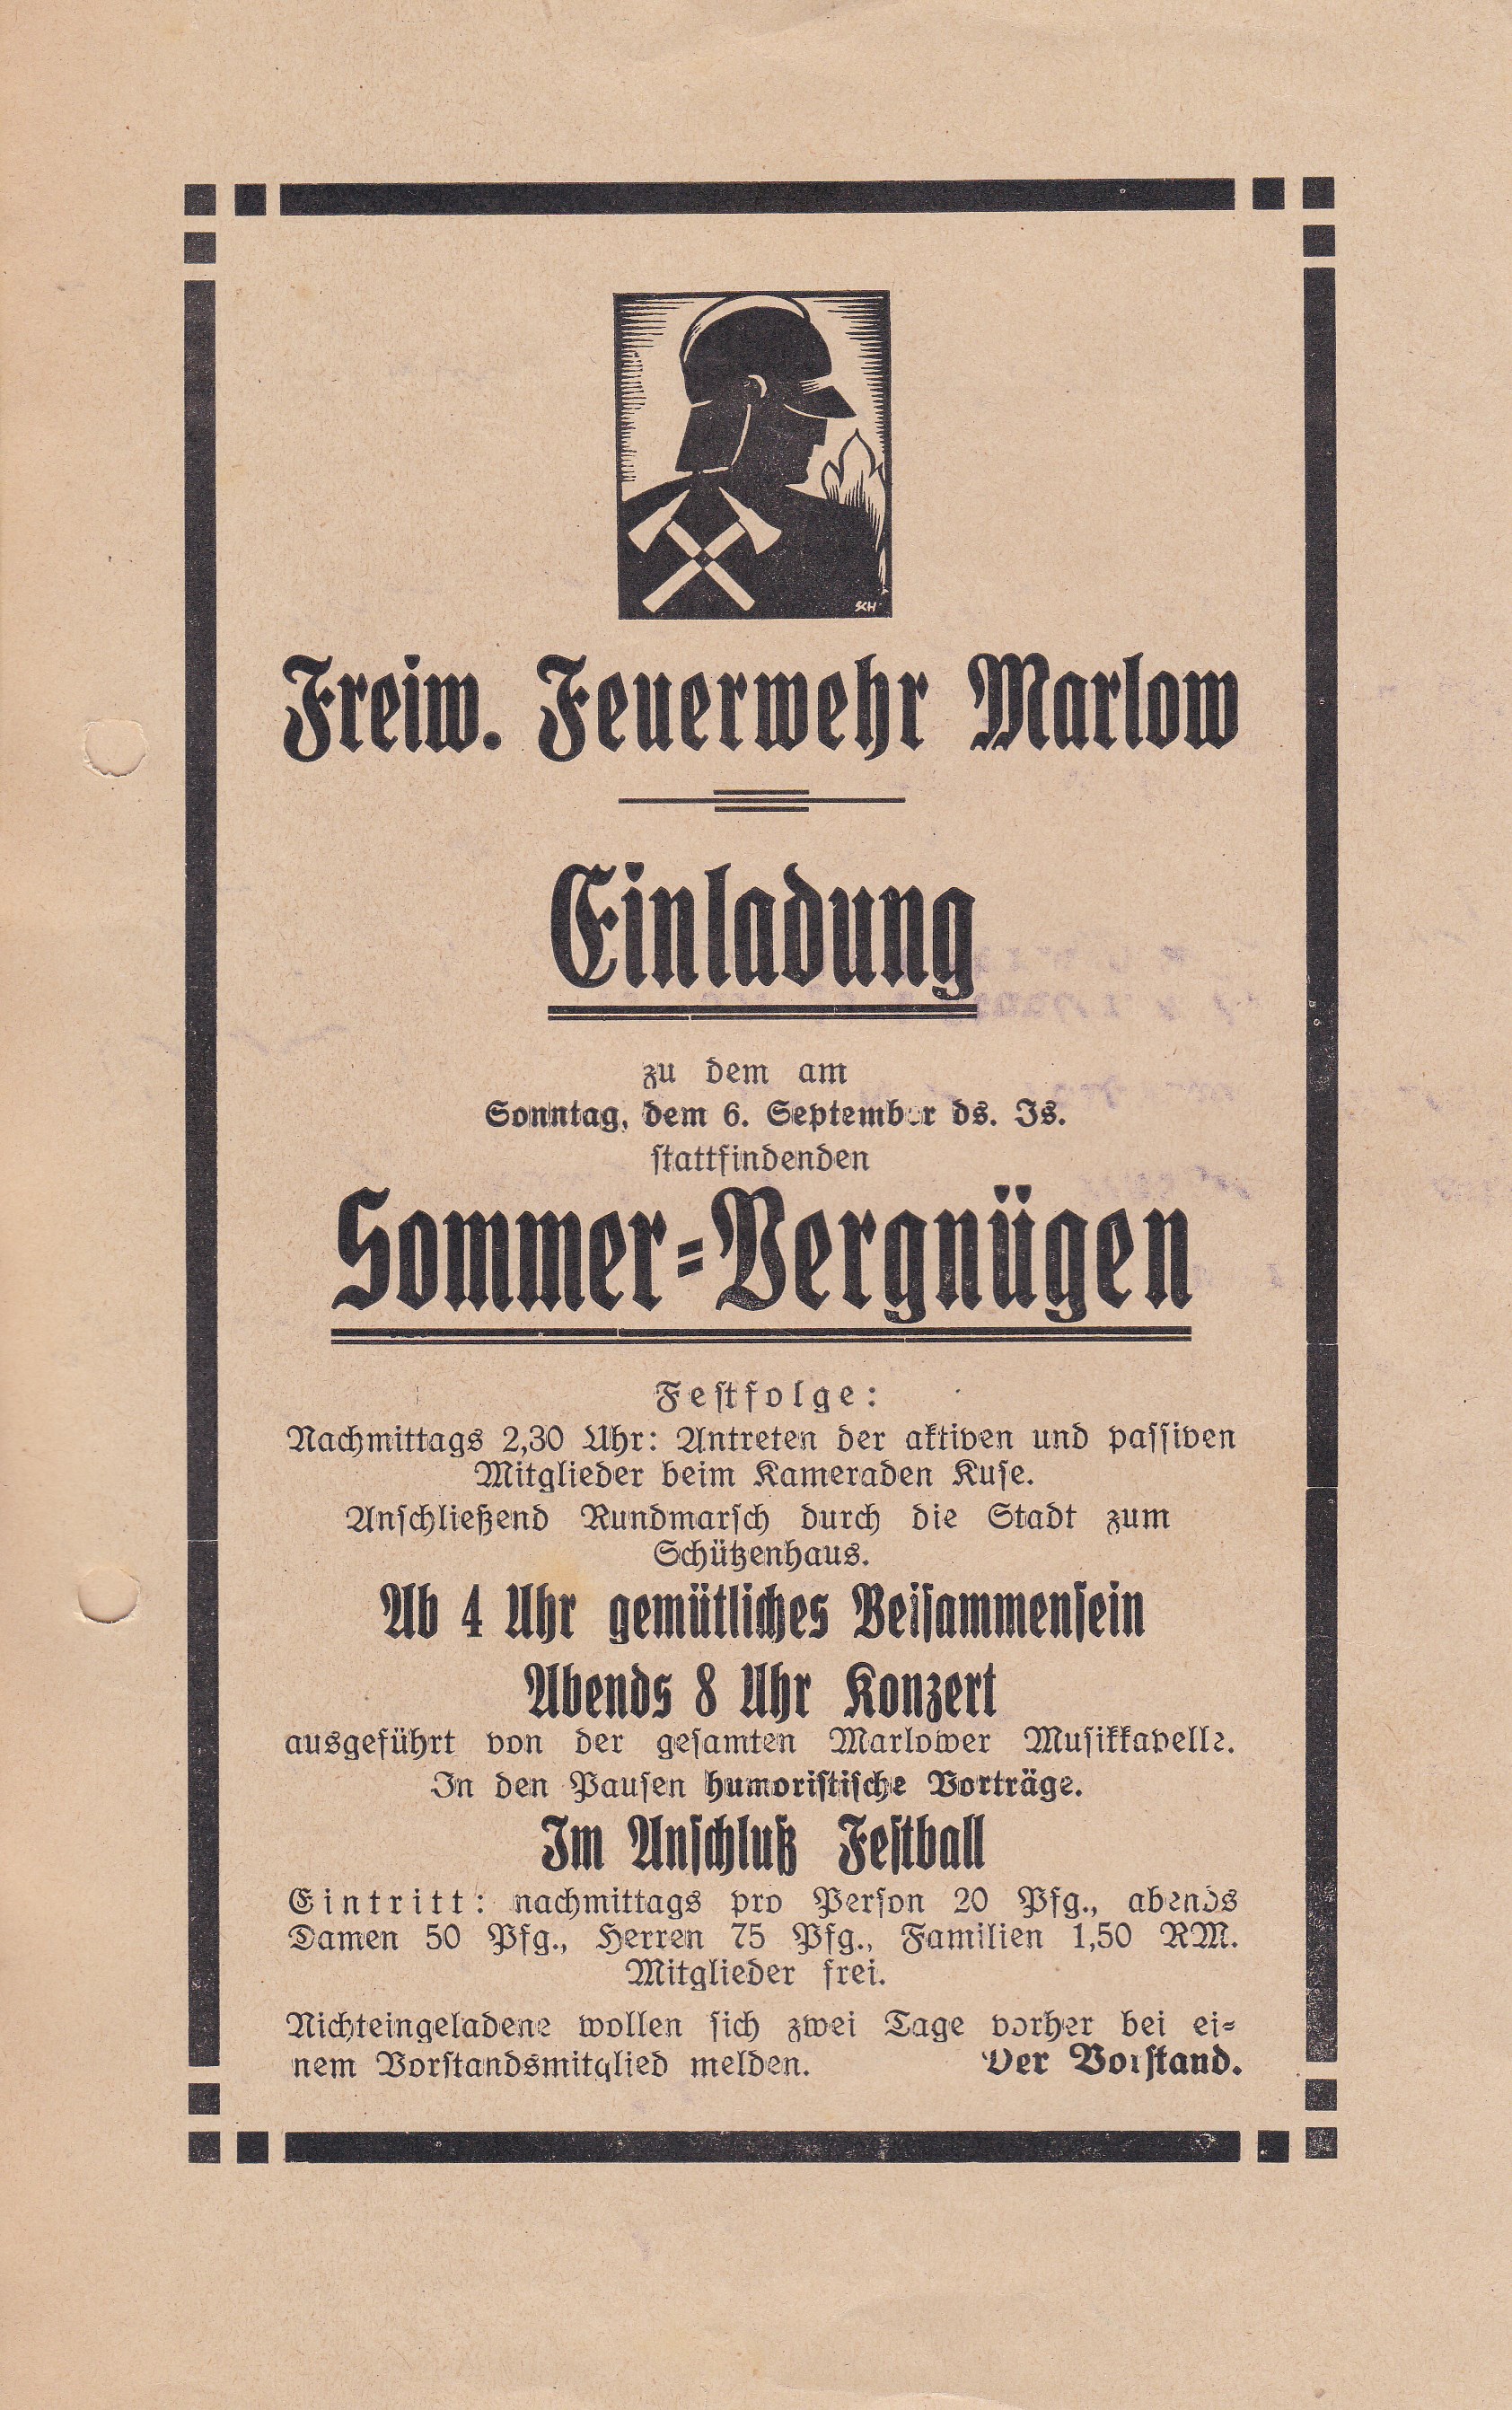 SCH
Freiw. Feuerwehr Marlow
Einladung
zu dem am
Sonntag, dem 6. September ds. Js.
stattfindenden
Sommer-Vergnügen
Festfolge:
Nachmittags 2,30 Uhr: Antreten der aktiven und passiven
Mitglieder beim Kameraden Kuse.
Anschließend Rundmarsch durch die Stadt zum
Schützenhaus.
Ab 4 Uhr gemütliches Beisammensein
Abends 8 Uhr Konzert
ausgeführt von der gesamten Marlower Musikkapelle.
In den Pausen humoristische Vorträge.
Im Anschluß Festball
Eintritt: nachmittags pro Person 20 Pfg., abends
Damen 50 Pfg., Herren 75 Pfg., Familien 1,50 RM.
Mitglieder frei.
Nichteingeladene wollen sich zwei Tage vorher bei ei-
nem Vorstandsmitglied melden. Der Vorstand.